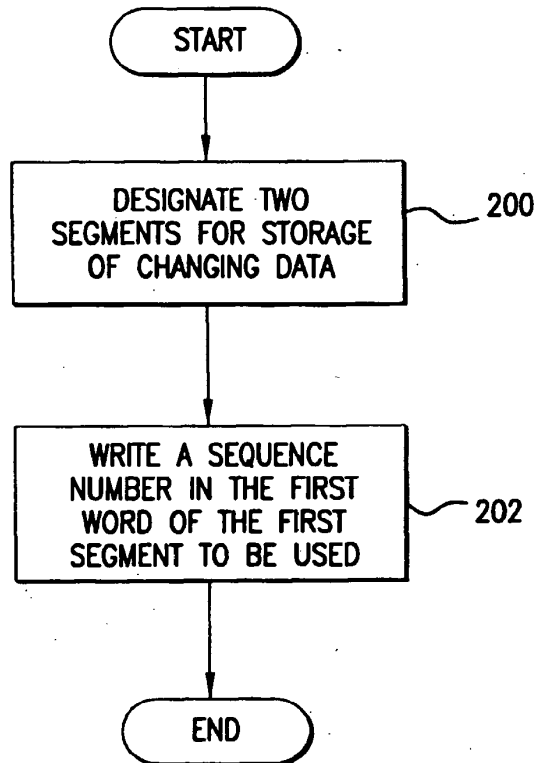 START
DESIGNATE TWO
SEGMENTS FOR STORAGE
OF CHANGING DATA
200
WRITE A SEQUENCE
NUMBER IN THE FIRST
WORD OF THE FIRST
SEGMENT TO BE USED
202
END